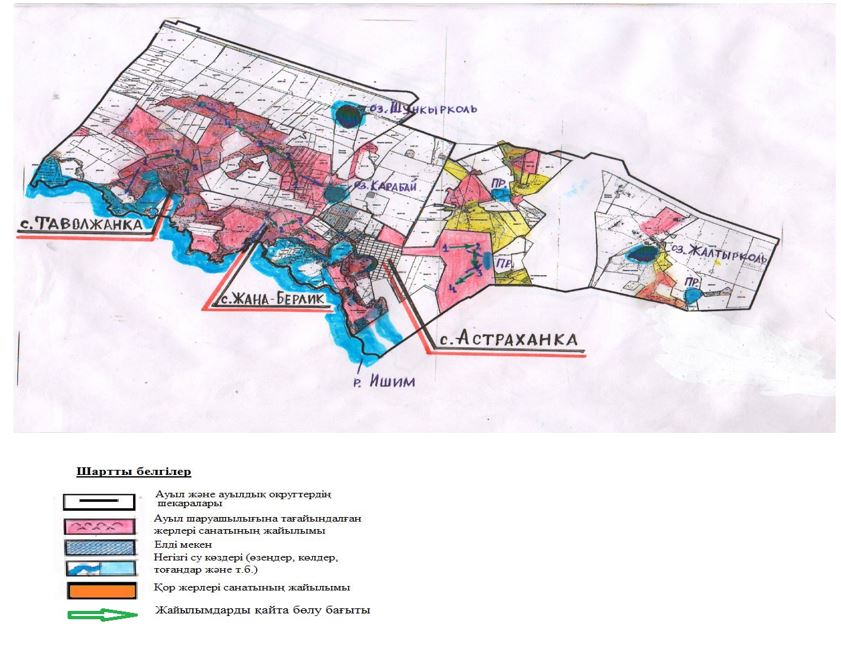 оз. Шункырколь
оз. Карабай
ПР.
с. Таволжанка
оз. Жалтырколь
1
ПР.
ПР.
с. Жана-Берлик
с. Астраханка
р. Ишим
Шартты белгілер
Ауыл және ауылдық округтердің
шекаралары
Ауыл шаруашылығына тағайындалған
жерлері санатының жайылымы
Елді мекен
Негізгі су көздері (өзендер, көлдер,
тоғандар және т.б.)
Қор жерлері санатының жайылымы
Жайылымдарды қайта бөлу бағыты